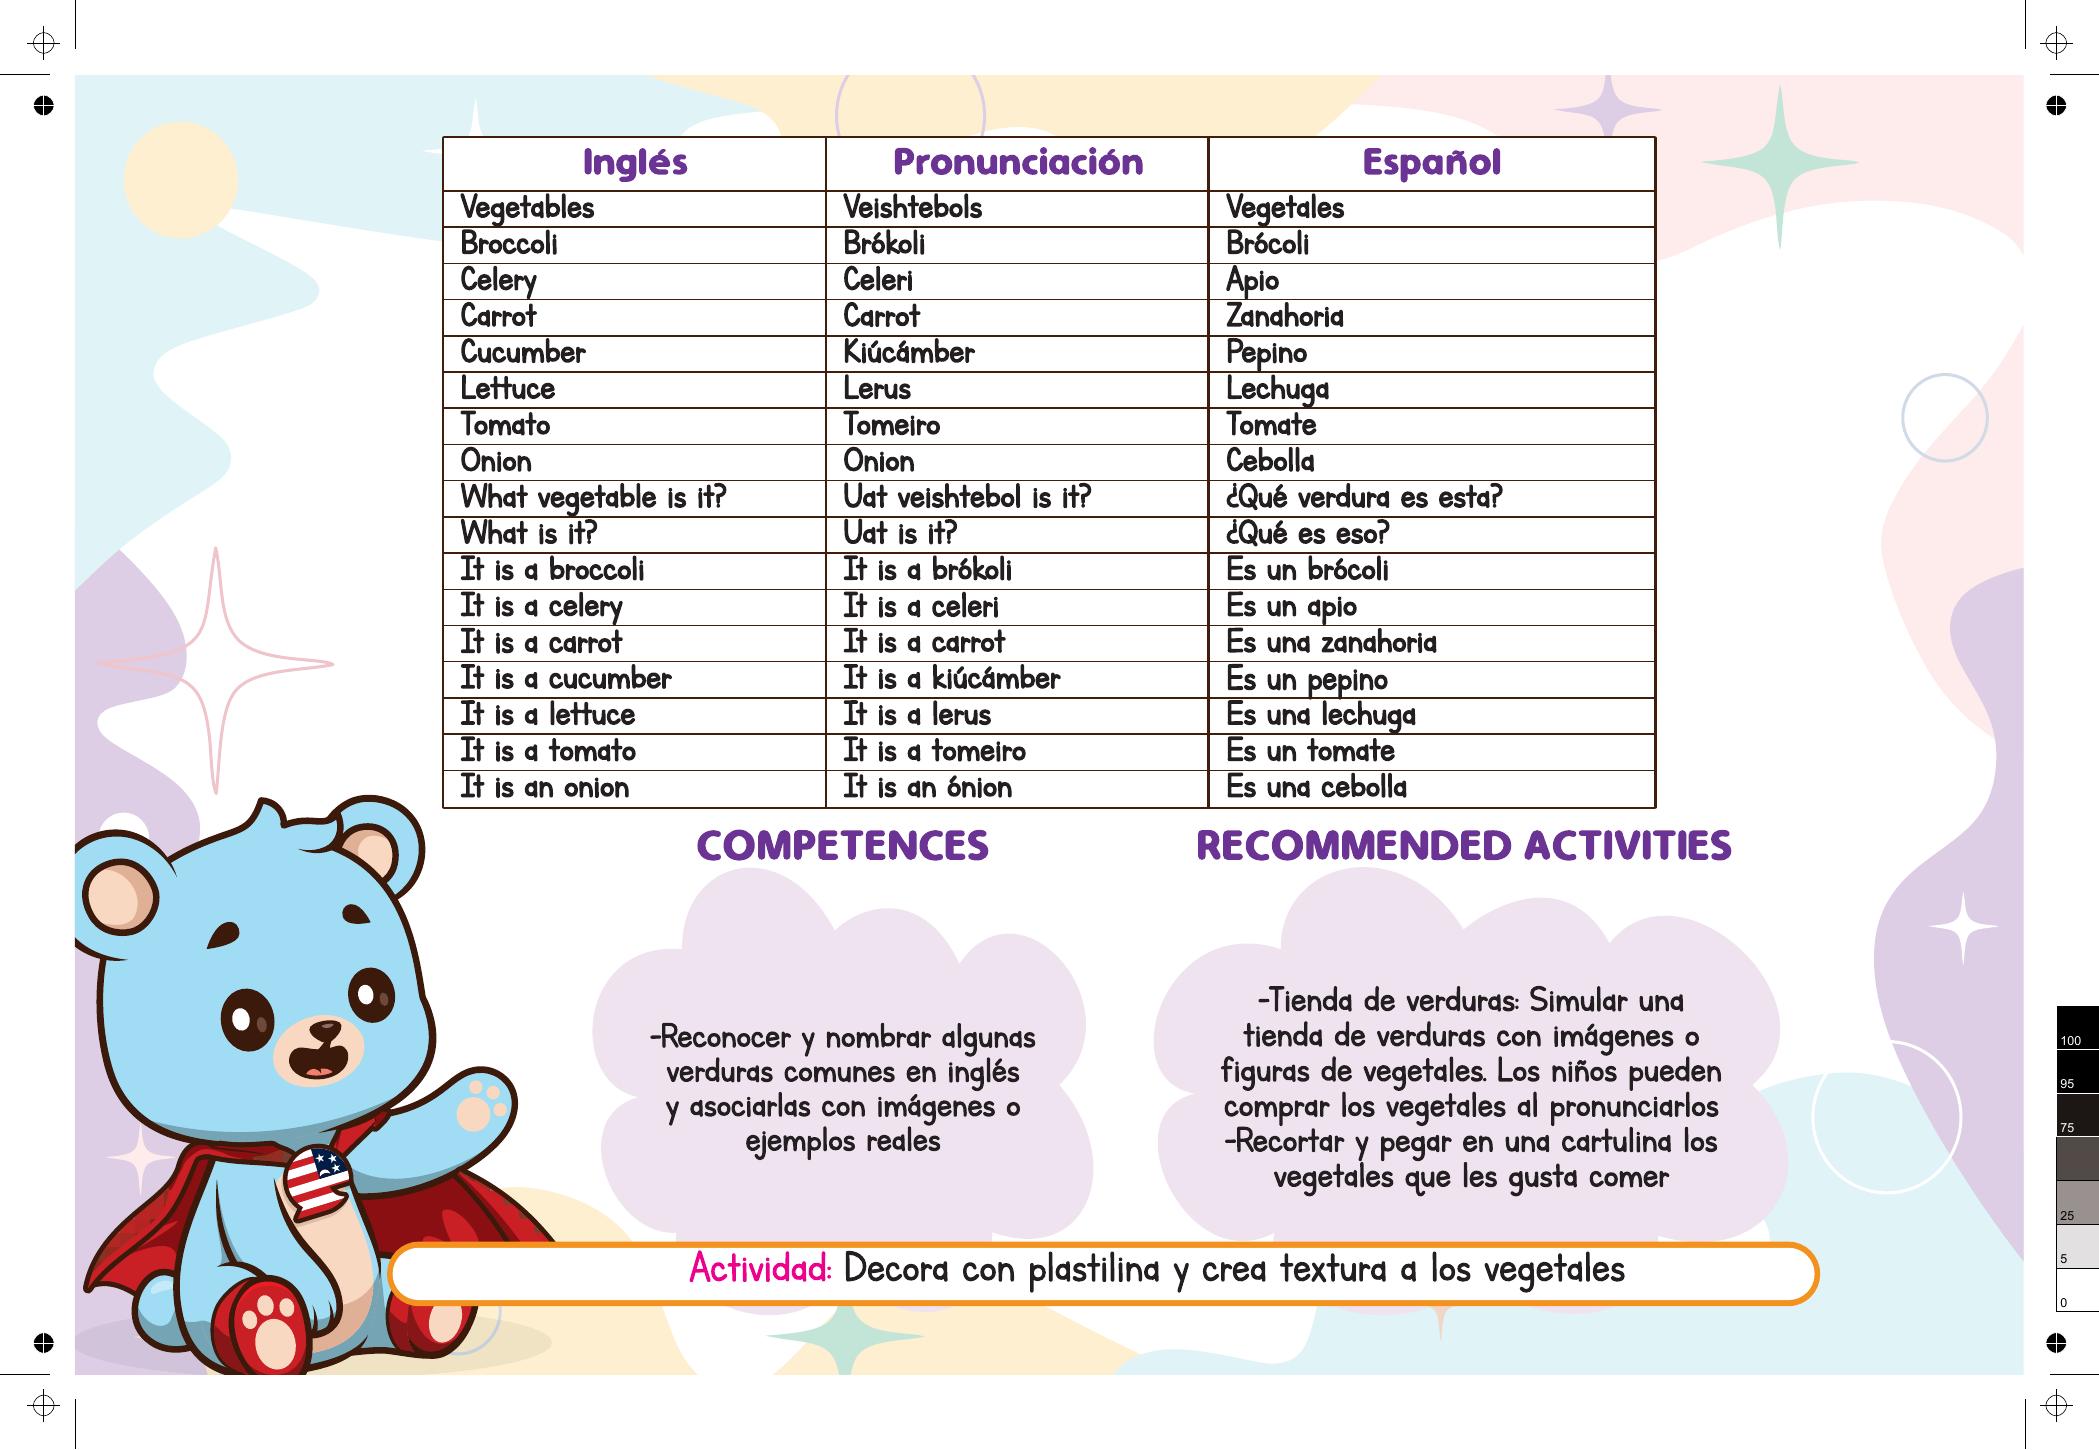 Inglés Pronunciación Español
Vegetables Veishtebols Vegetales
Broccoli Brókoli Brócoli
Celery Celeri Apio
Carrot Carrot Zanahoria
Cucumber Kiúcámber Pepino
Lettuce Lerus Lechuga
Tomato Tomeiro Tomate
Onion Onion Cebolla
What vegetable is it? Uat veishtebol is it? ¿Qué verdura es esta?
What is it? Uat is it? ¿Qué es eso?
It is a broccoli It is a brókoli Es un brócoli
It is a celery It is a celeri Es un apio
It is a carrot It is a carrot Es una zanahoria
It is a cucumber It is a kiúcámber Es un pepino
It is a lettuce It is a lerus Es una lechuga
It is a tomato It is a tomeiro Es un tomate
It is an onion It is an ónion Es una cebolla
COMPETENCES
-Reconocer y nombrar algunas
verduras comunes en inglés
y asociarlas con imágenes o
ejemplos reales
RECOMMENDED ACTIVITIES
-Tienda de verduras: Simular una
tienda de verduras con imágenes o
figuras de vegetales. Los niños pueden
comprar los vegetales al pronunciarlos
-Recortar y pegar en una cartulina los
vegetales que les gusta comer
Actividad: Decora con plastilina y crea textura a los vegetales
100
95
75
25
5
0